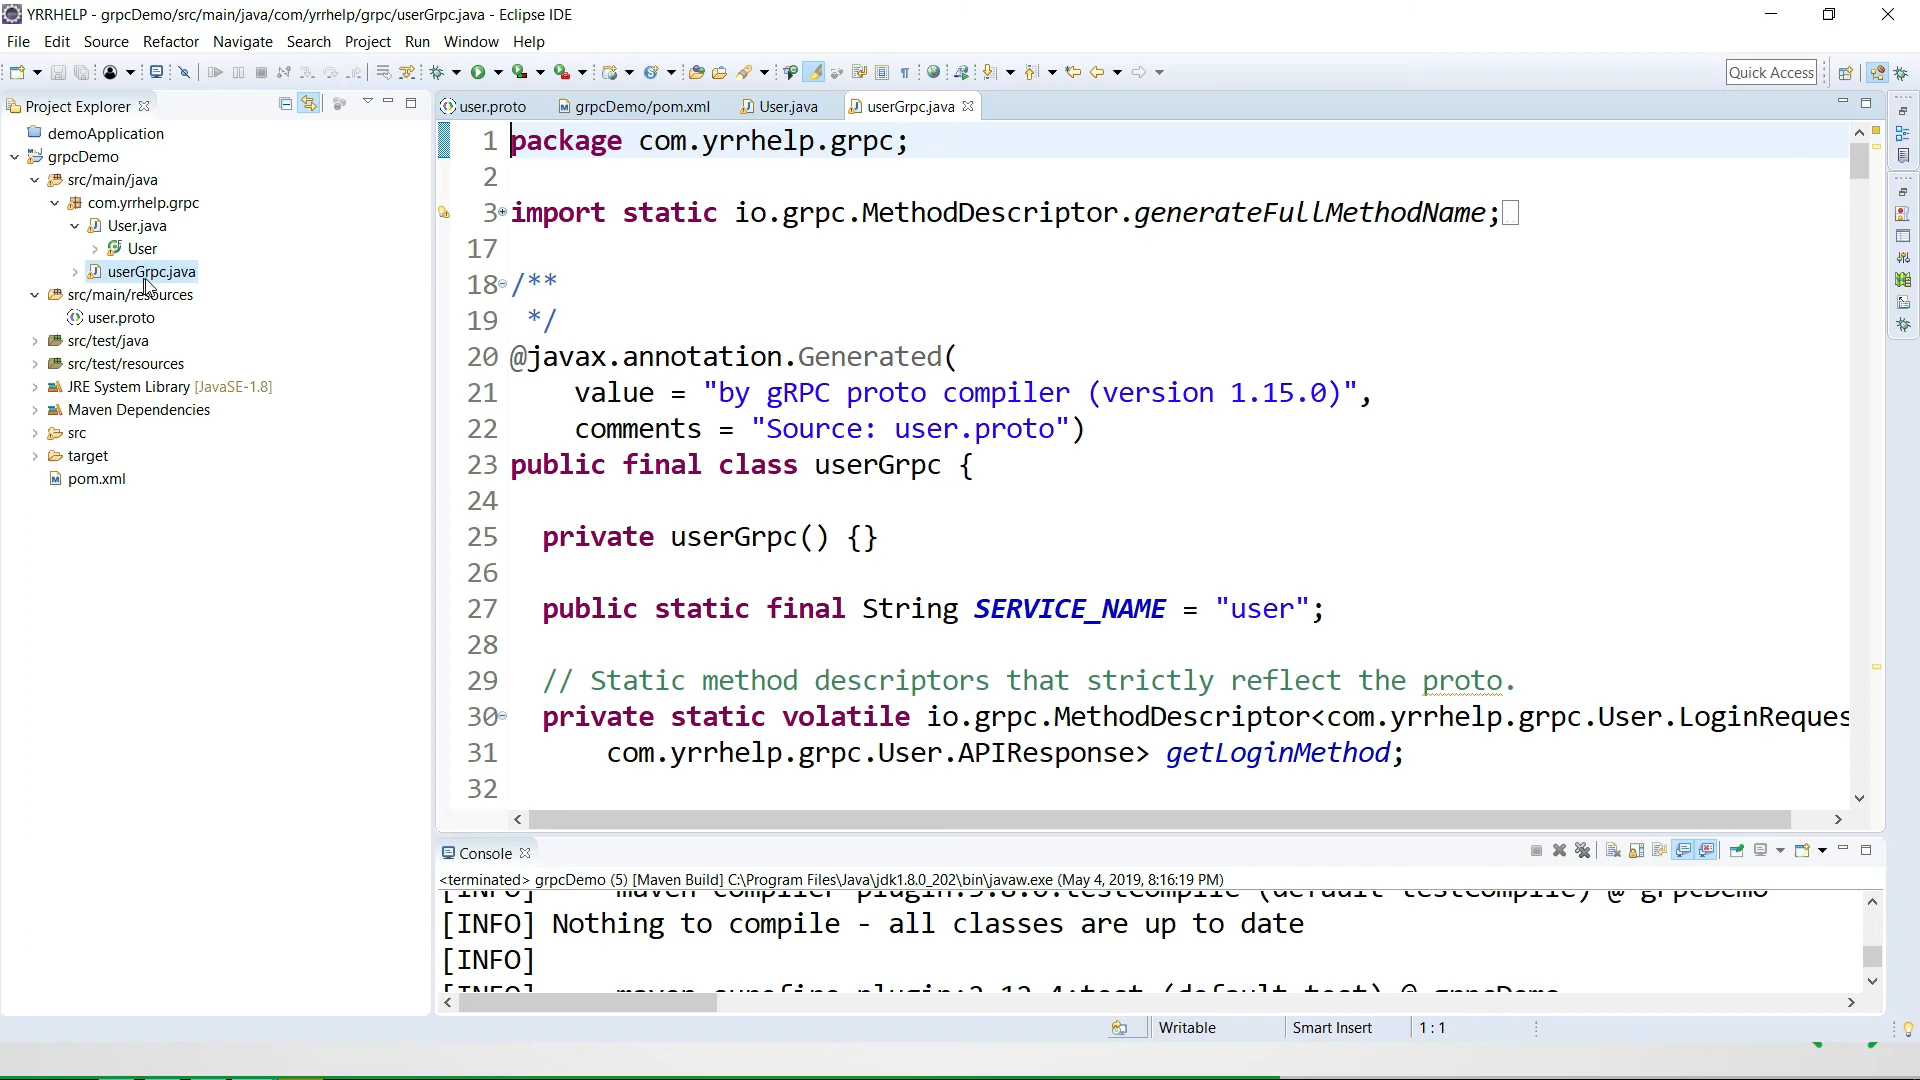 YRRHELP - grpcDemo/src/main/java/com/yrrhelp/grpc/userGrpc.java - Eclipse IDE
File Edit Source Refactor Navigate Search Project Run Window Help
Quick Access
Project Explorer
demoApplication
grpcDemo
src/main/java
com.yrrhelp.grpc
User.java
User
userGrpc.java
src/main/resources
user.proto
src/test/java
src/test/resources
JRE System Library [JavaSE-1.8]
Maven Dependencies
src
target
pom.xml
user.proto grpcDemo/pom.xml User.java userGrpc.java
1 package com.yrrhelp.grpc;
2
3 import static io.grpc.MethodDescriptor.generateFullMethodName;
17
18 /**
19 */
20 @javax.annotation.Generated(
21 value = "by gRPC proto compiler (version 1.15.0)",
22 comments = "Source: user.proto")
23 public final class userGrpc {
24
25 private userGrpc() {}
26
27 public static final String SERVICE_NAME = "user";
28
29 // Static method descriptors that strictly reflect the proto.
30 private static volatile io.grpc.MethodDescriptor<com.yrrhelp.grpc.User.LoginReques
31 com.yrrhelp.grpc.User.APIResponse> getLoginMethod;
32
Console
<terminated> grpcDemo (5) [Maven Build] C:\Program Files\Java\jdk1.8.0_202\bin\javaw.exe (May 4, 2019, 8:16:19 PM)
[INFO] Nothing to compile - all classes are up to date
[INFO]
Writable Smart Insert 1 : 1